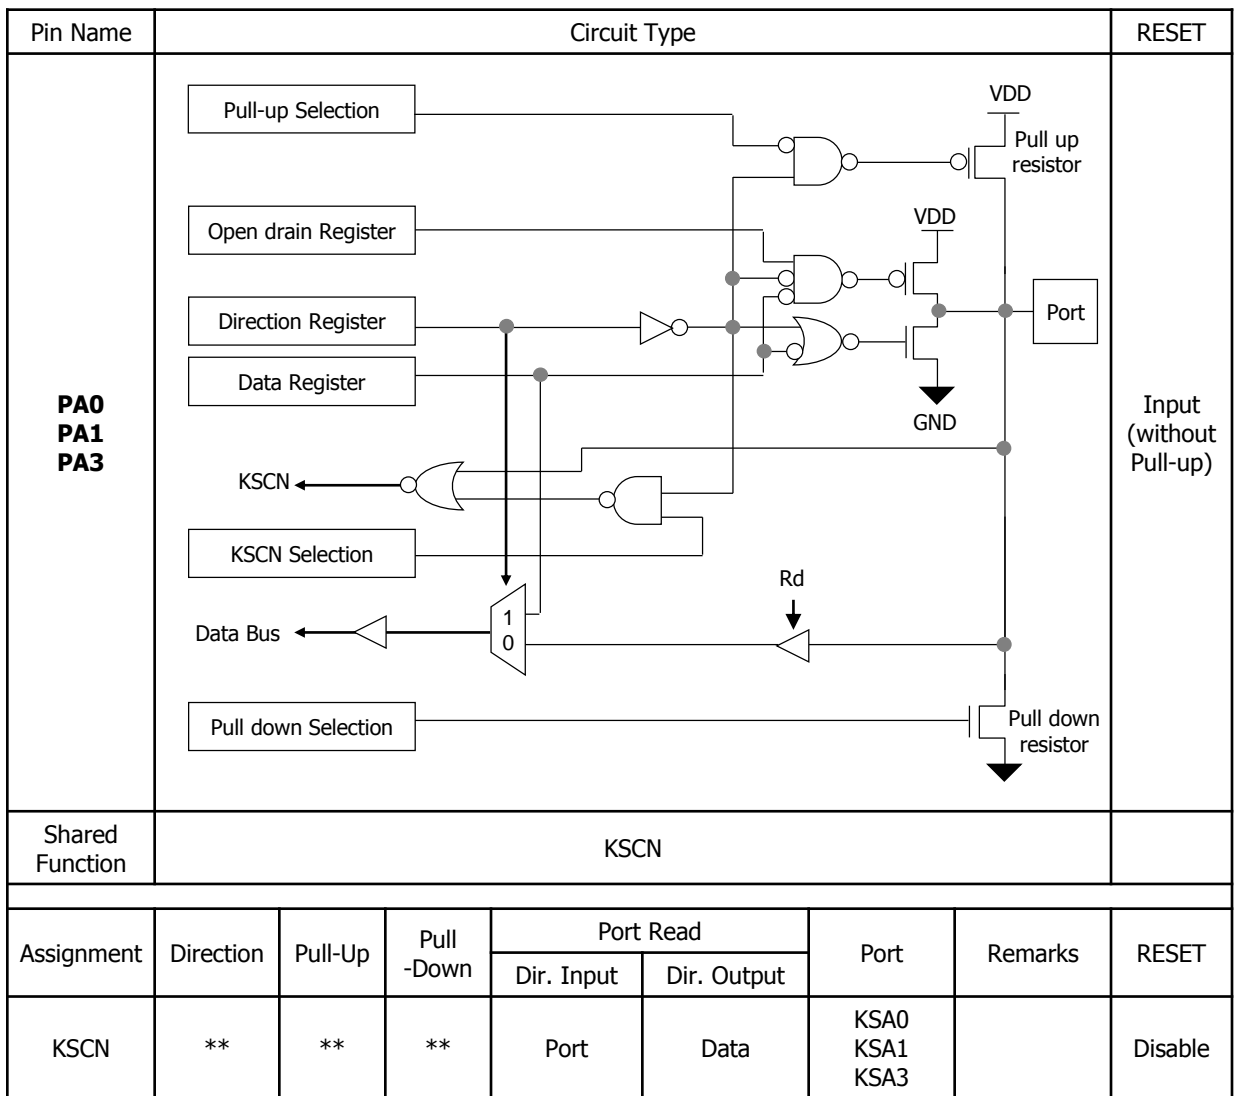 Pin Name
Circuit Type
RESET
PA0
PA1
PA3
Pull-up Selection
VDD
Pull up
resistor
Open drain Register
VDD
Direction Register
Port
Data Register
GND
KSCN
KSCN Selection
Rd
1
0
Data Bus
Pull down Selection
Pull down
resistor
Input
(without
Pull-up)
Shared
Function
KSCN
Assignment
Direction
Pull-Up
Pull
-Down
Port Read
Dir. Input
Dir. Output
Port
Remarks
RESET
KSCN
**
**
**
Port
Data
KSA0
KSA1
KSA3
Disable